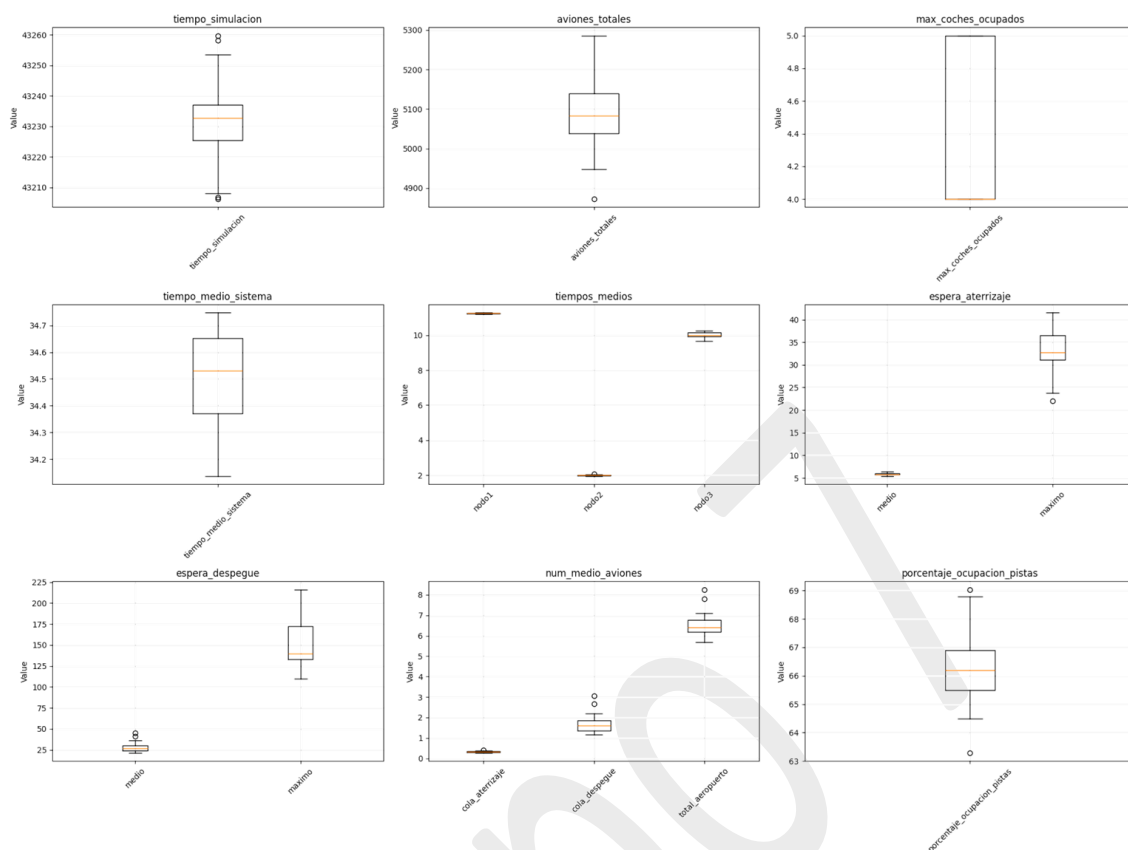 tiempo_simulacion
43260
43250
43240
43230
43220
43210
Value
tiempo_simulacion
aviones_totales
5300
5200
5100
5000
4900
Value
aviones_totales
max_coches_ocupados
5.0
4.8
4.6
4.4
4.2
4.0
Value
max_coches_ocupados
tiempo_medio_sistema
34.7
34.6
34.5
34.4
34.3
34.2
Value
tiempo_medio_sistema
tiempos_medios
10
8
6
4
2
Value
nodo1
nodo2
nodo3
espera_aterrizaje
40
35
30
25
20
15
10
5
Value
medio
maximo
espera_despegue
225
200
175
150
125
100
75
50
25
Value
medio
maximo
num_medio_aviones
8
7
6
5
4
3
2
1
0
Value
cola_aterrizaje
cola_despegue
total_aeropuerto
porcentaje_ocupacion_pistas
69
68
67
66
65
64
63
Value
porcentaje_ocupacion_pistas